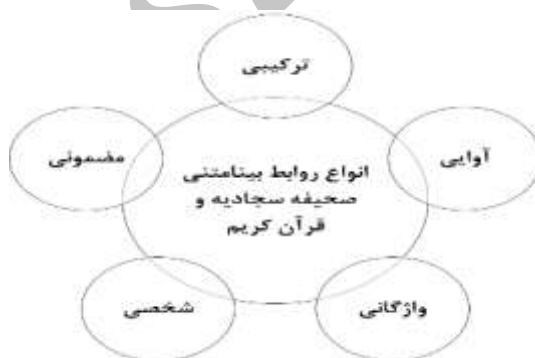 ترکیبی
آوایی
مضمونی
انواع روابط بینامتنی
صحیفه سجادیه و
قرآن کریم
واژگانی
شخصی